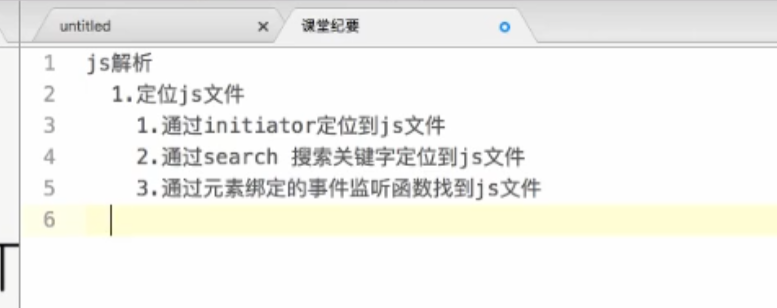 untitled
课堂纪要
1 js解析
2 1.定位js文件
3 1.通过initiator定位到js文件
4 2.通过search 搜索关键字定位到js文件
5 3.通过元素绑定的事件监听函数找到js文件
6